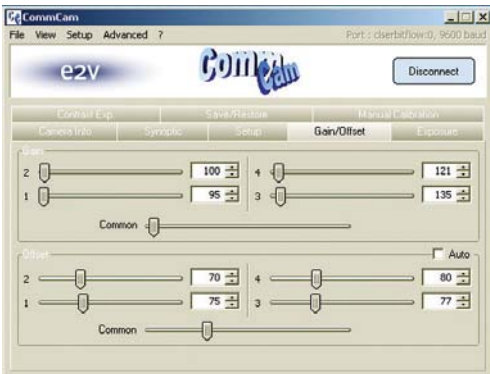 CommCam
File View Setup Advanced ? Port : clserbitflow:0, 9600 baud
e2v CommCam Disconnect
Contrast Exp. Save/Restore Manual Calibration
Camera Info Synoptic Setup Gain/Offset Exposure
Gain
2 100 4 121
1 95 3 135
Common
Offset Auto
2 70 4 80
1 75 3 77
Common